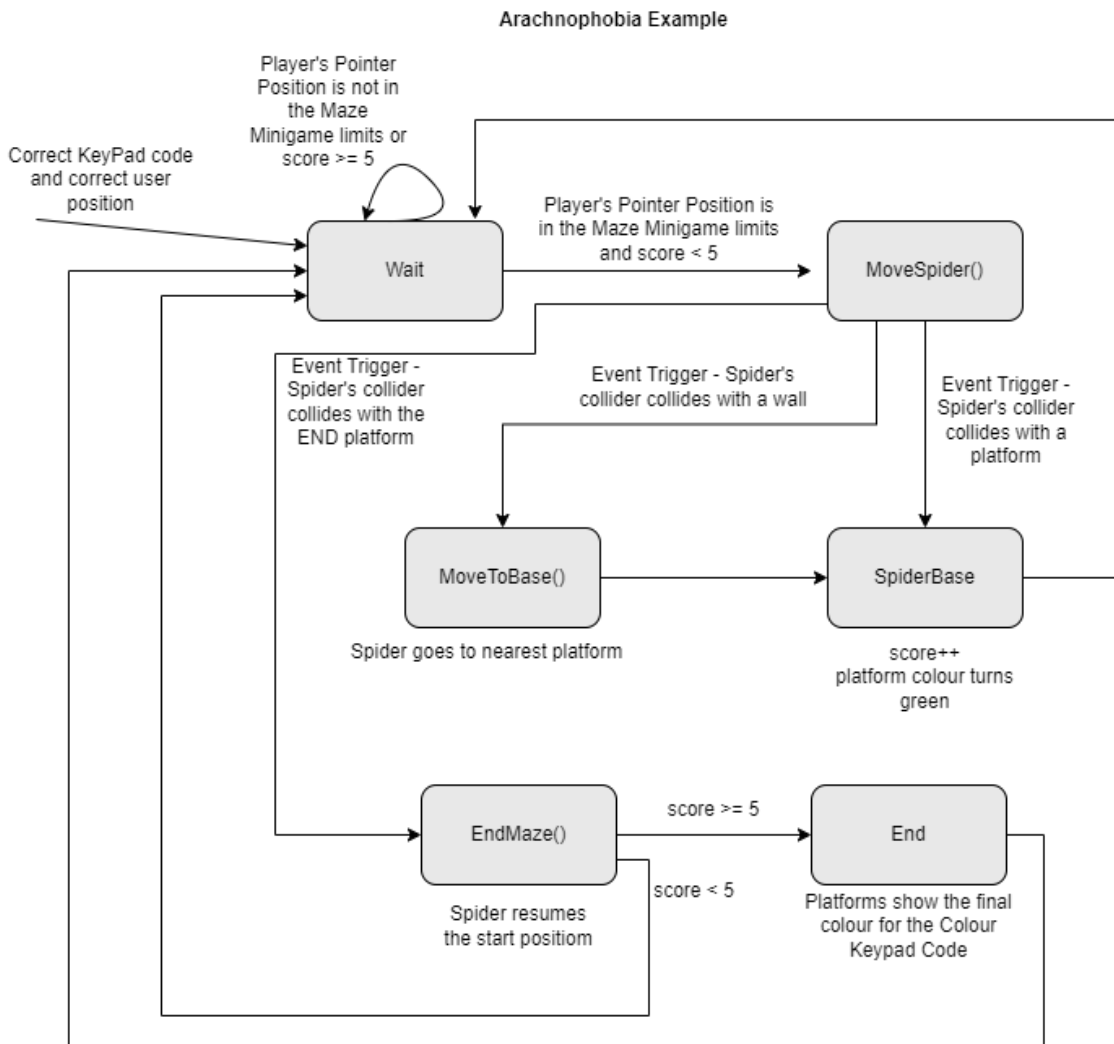 Arachnophobia Example
Player's Pointer
Position is not in
the Maze
Minigame limits or
score >= 5
Correct KeyPad code
and correct user
position
Wait
Player's Pointer Position is
in the Maze Minigame limits
and score < 5
MoveSpider()
Event Trigger -
Spider's collider
collides with the
END platform
Event Trigger - Spider's
collider collides with a wall
Event Trigger -
Spider's collider
collides with a
platform
MoveToBase()
Spider goes to nearest platform
SpiderBase
score++
platform colour turns
green
EndMaze()
Spider resumes
the start positiom
score >= 5
score < 5
End
Platforms show the final
colour for the Colour
Keypad Code